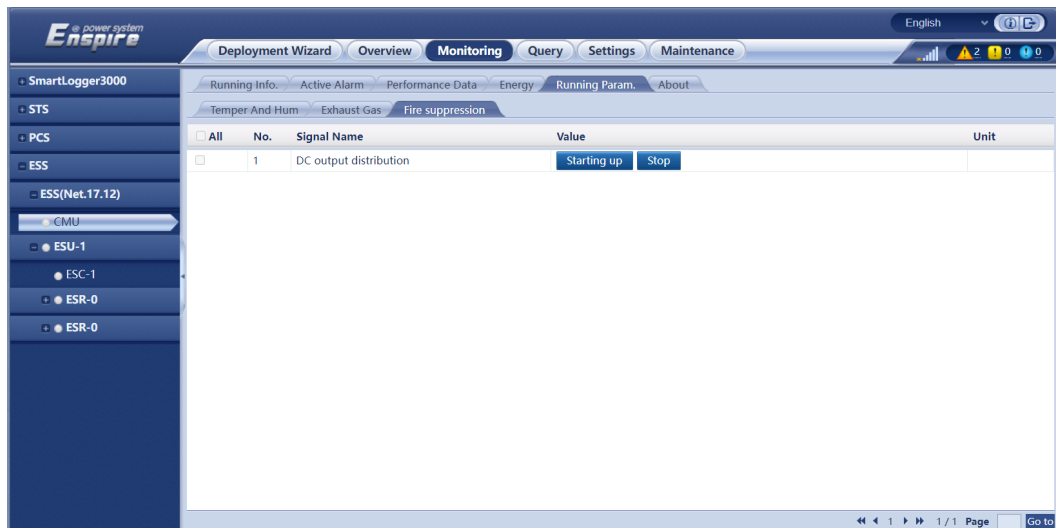 Enspire e power system
English
Deployment Wizard Overview Monitoring Query Settings Maintenance
2 0 0
SmartLogger3000
STS
PCS
ESS
ESS(Net.17.12)
CMU
ESU-1
ESC-1
ESR-0
ESR-0
Running Info. Active Alarm Performance Data Energy Running Param. About
Temper And Hum Exhaust Gas Fire suppression
All No. Signal Name Value Unit
1 DC output distribution Starting up Stop
1 1/1 Page Go to